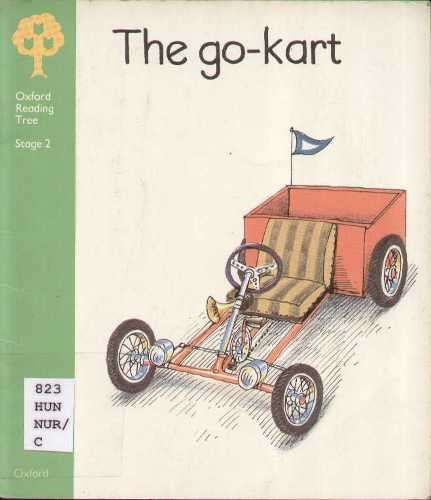 The go-kart
Oxford
Reading
Tree
Stage 2
823
HUN
NUR/
C
Oxford